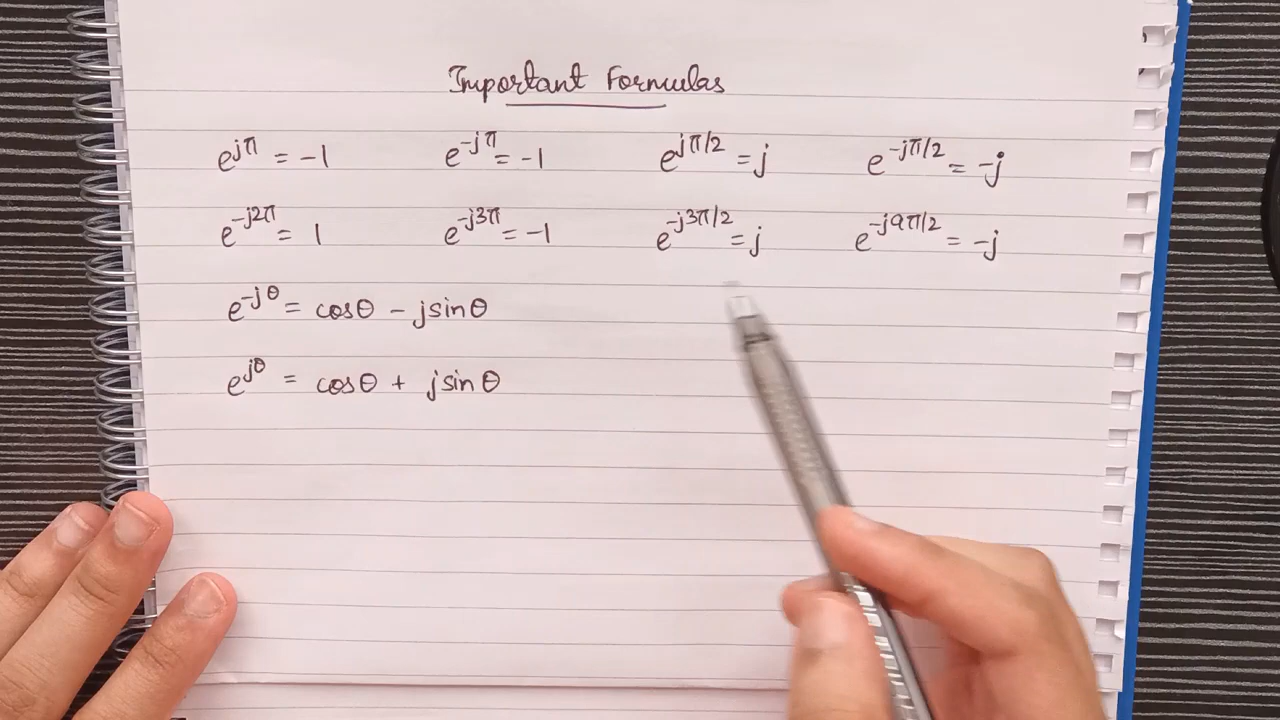 Important Formulas
e^{jπ} = -1 e^{-jπ} = -1 e^{jπ/2} = j e^{-jπ/2} = -j
e^{-j2π} = 1 e^{-j3π} = -1 e^{-j3π/2} = j e^{-j9π/2} = -j
e^{-jθ} = cosθ - jsinθ
e^{jθ} = cosθ + jsinθ